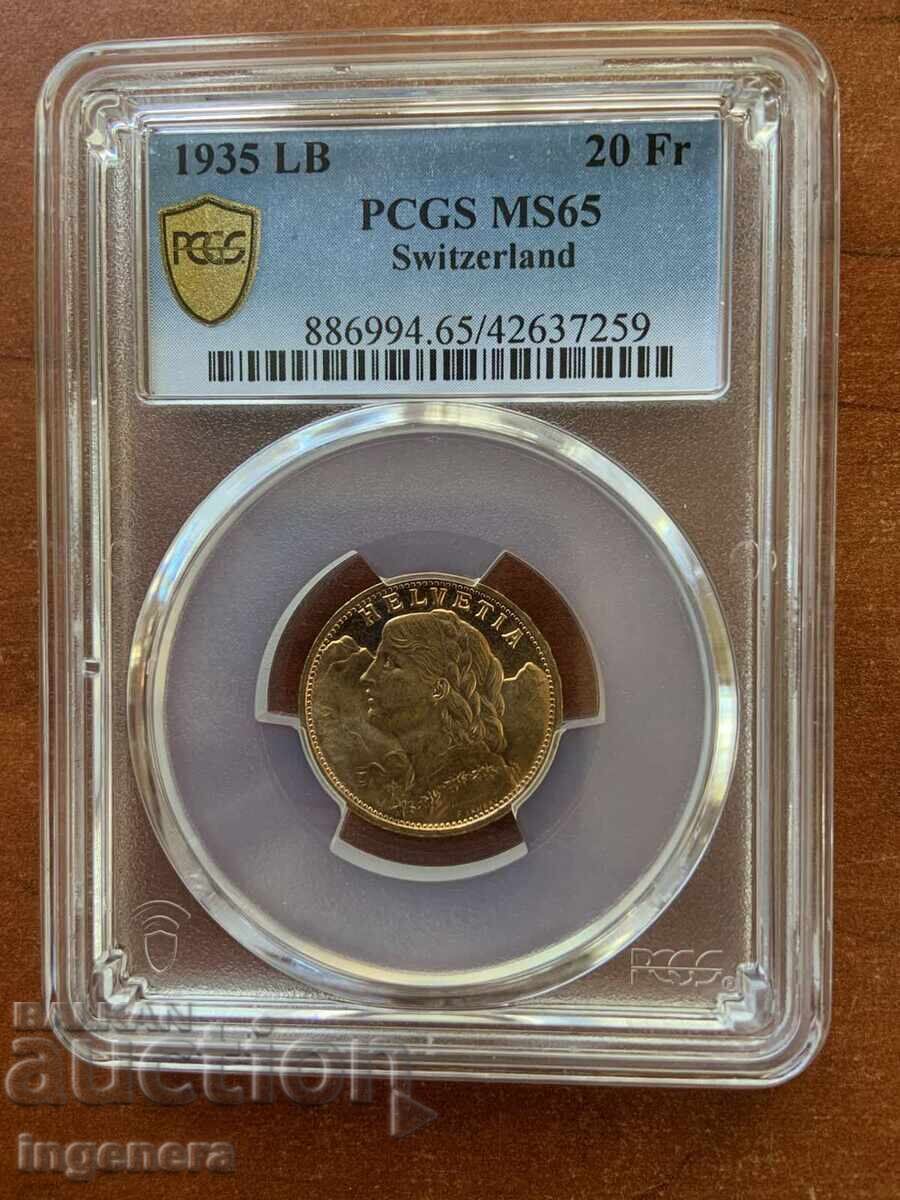 1935 LB 20 Fr
PCGS MS65
Switzerland
PCGS
886994.65/42637259
HELVETIA
PCGS
BALKAN
auction
ingenera